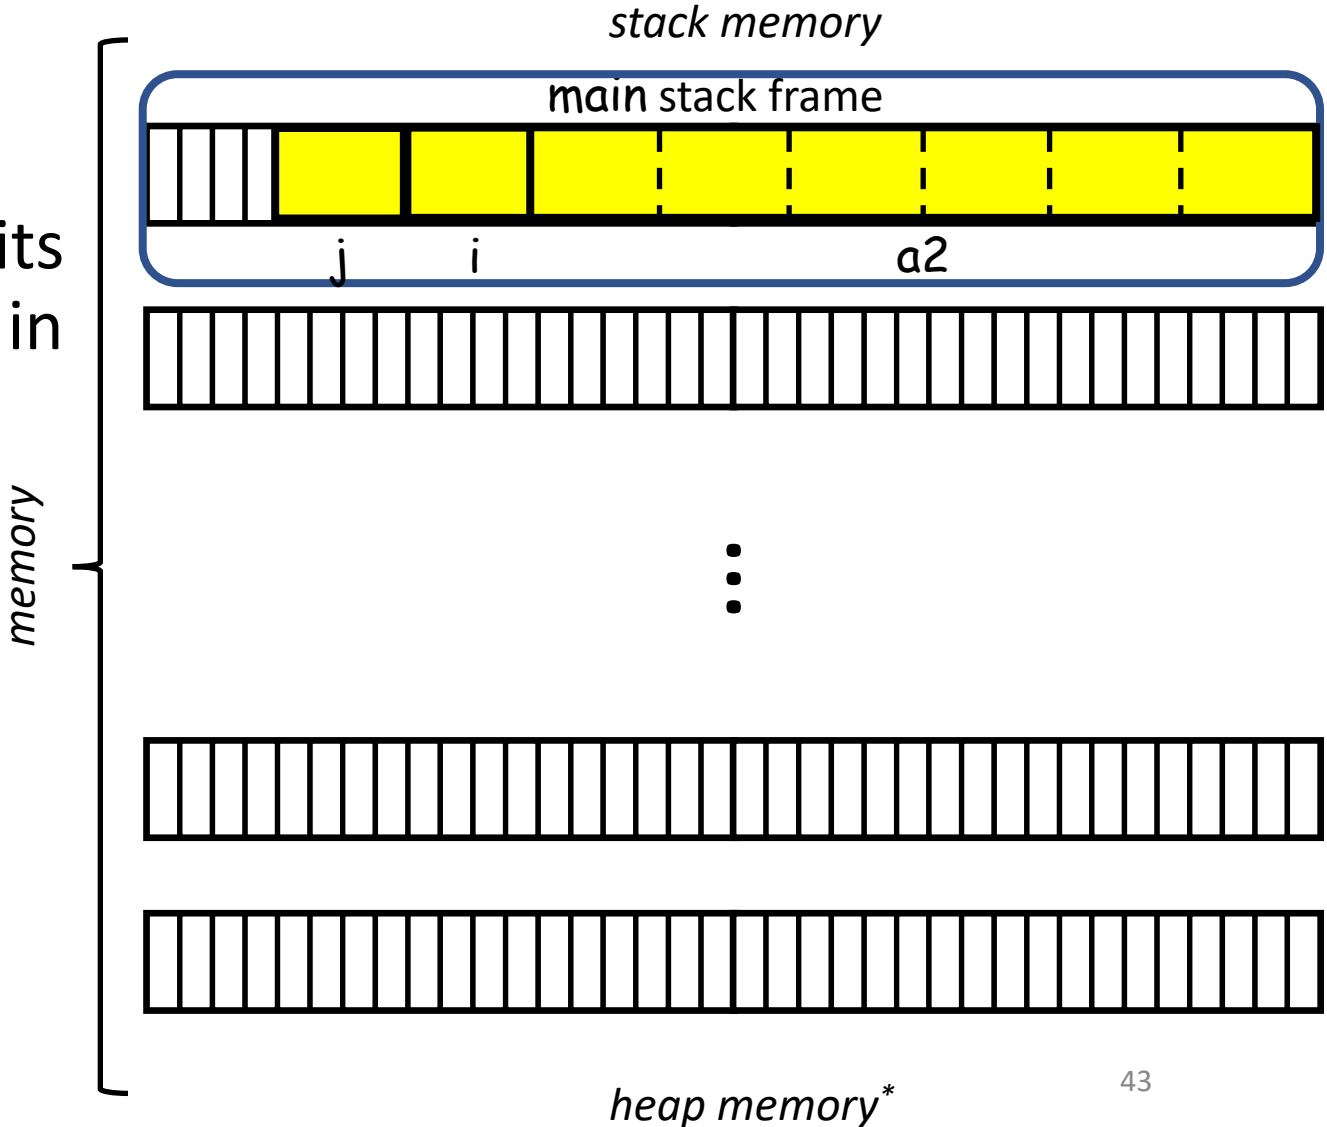 stack memory
main stack frame
j i a2
its
in
memory
heap memory*
43